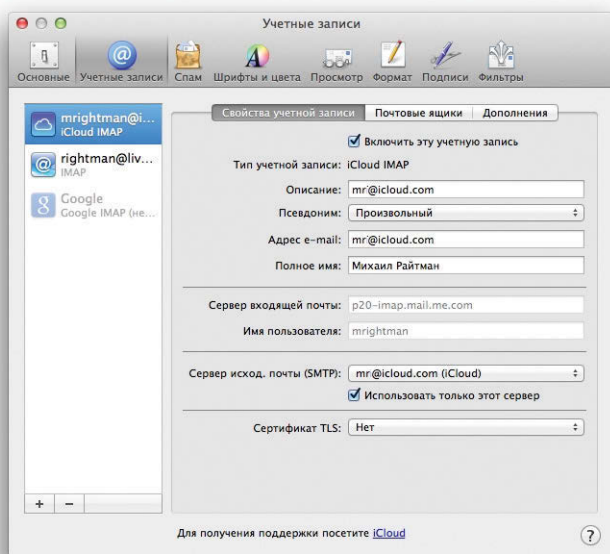 Учетные записи
Основные Учетные записи Спам Шрифты и цвета Просмотр Формат Подписи Фильтры
mrightman@i...
iCloud IMAP
rightman@liv...
IMAP
Google
Google IMAP (не...
Свойства учетной записи Почтовые ящики Дополнения
Включить эту учетную запись
Тип учетной записи: iCloud IMAP
Описание: mr@icloud.com
Псевдоним: Произвольный
Адрес e-mail: mr@icloud.com
Полное имя: Михаил Райтман
Сервер входящей почты: p20-imap.mail.me.com
Имя пользователя: mrightman
Сервер исход. почты (SMTP): mr@icloud.com (iCloud)
Использовать только этот сервер
Сертификат TLS: Нет
+ −
Для получения поддержки посетите iCloud
?